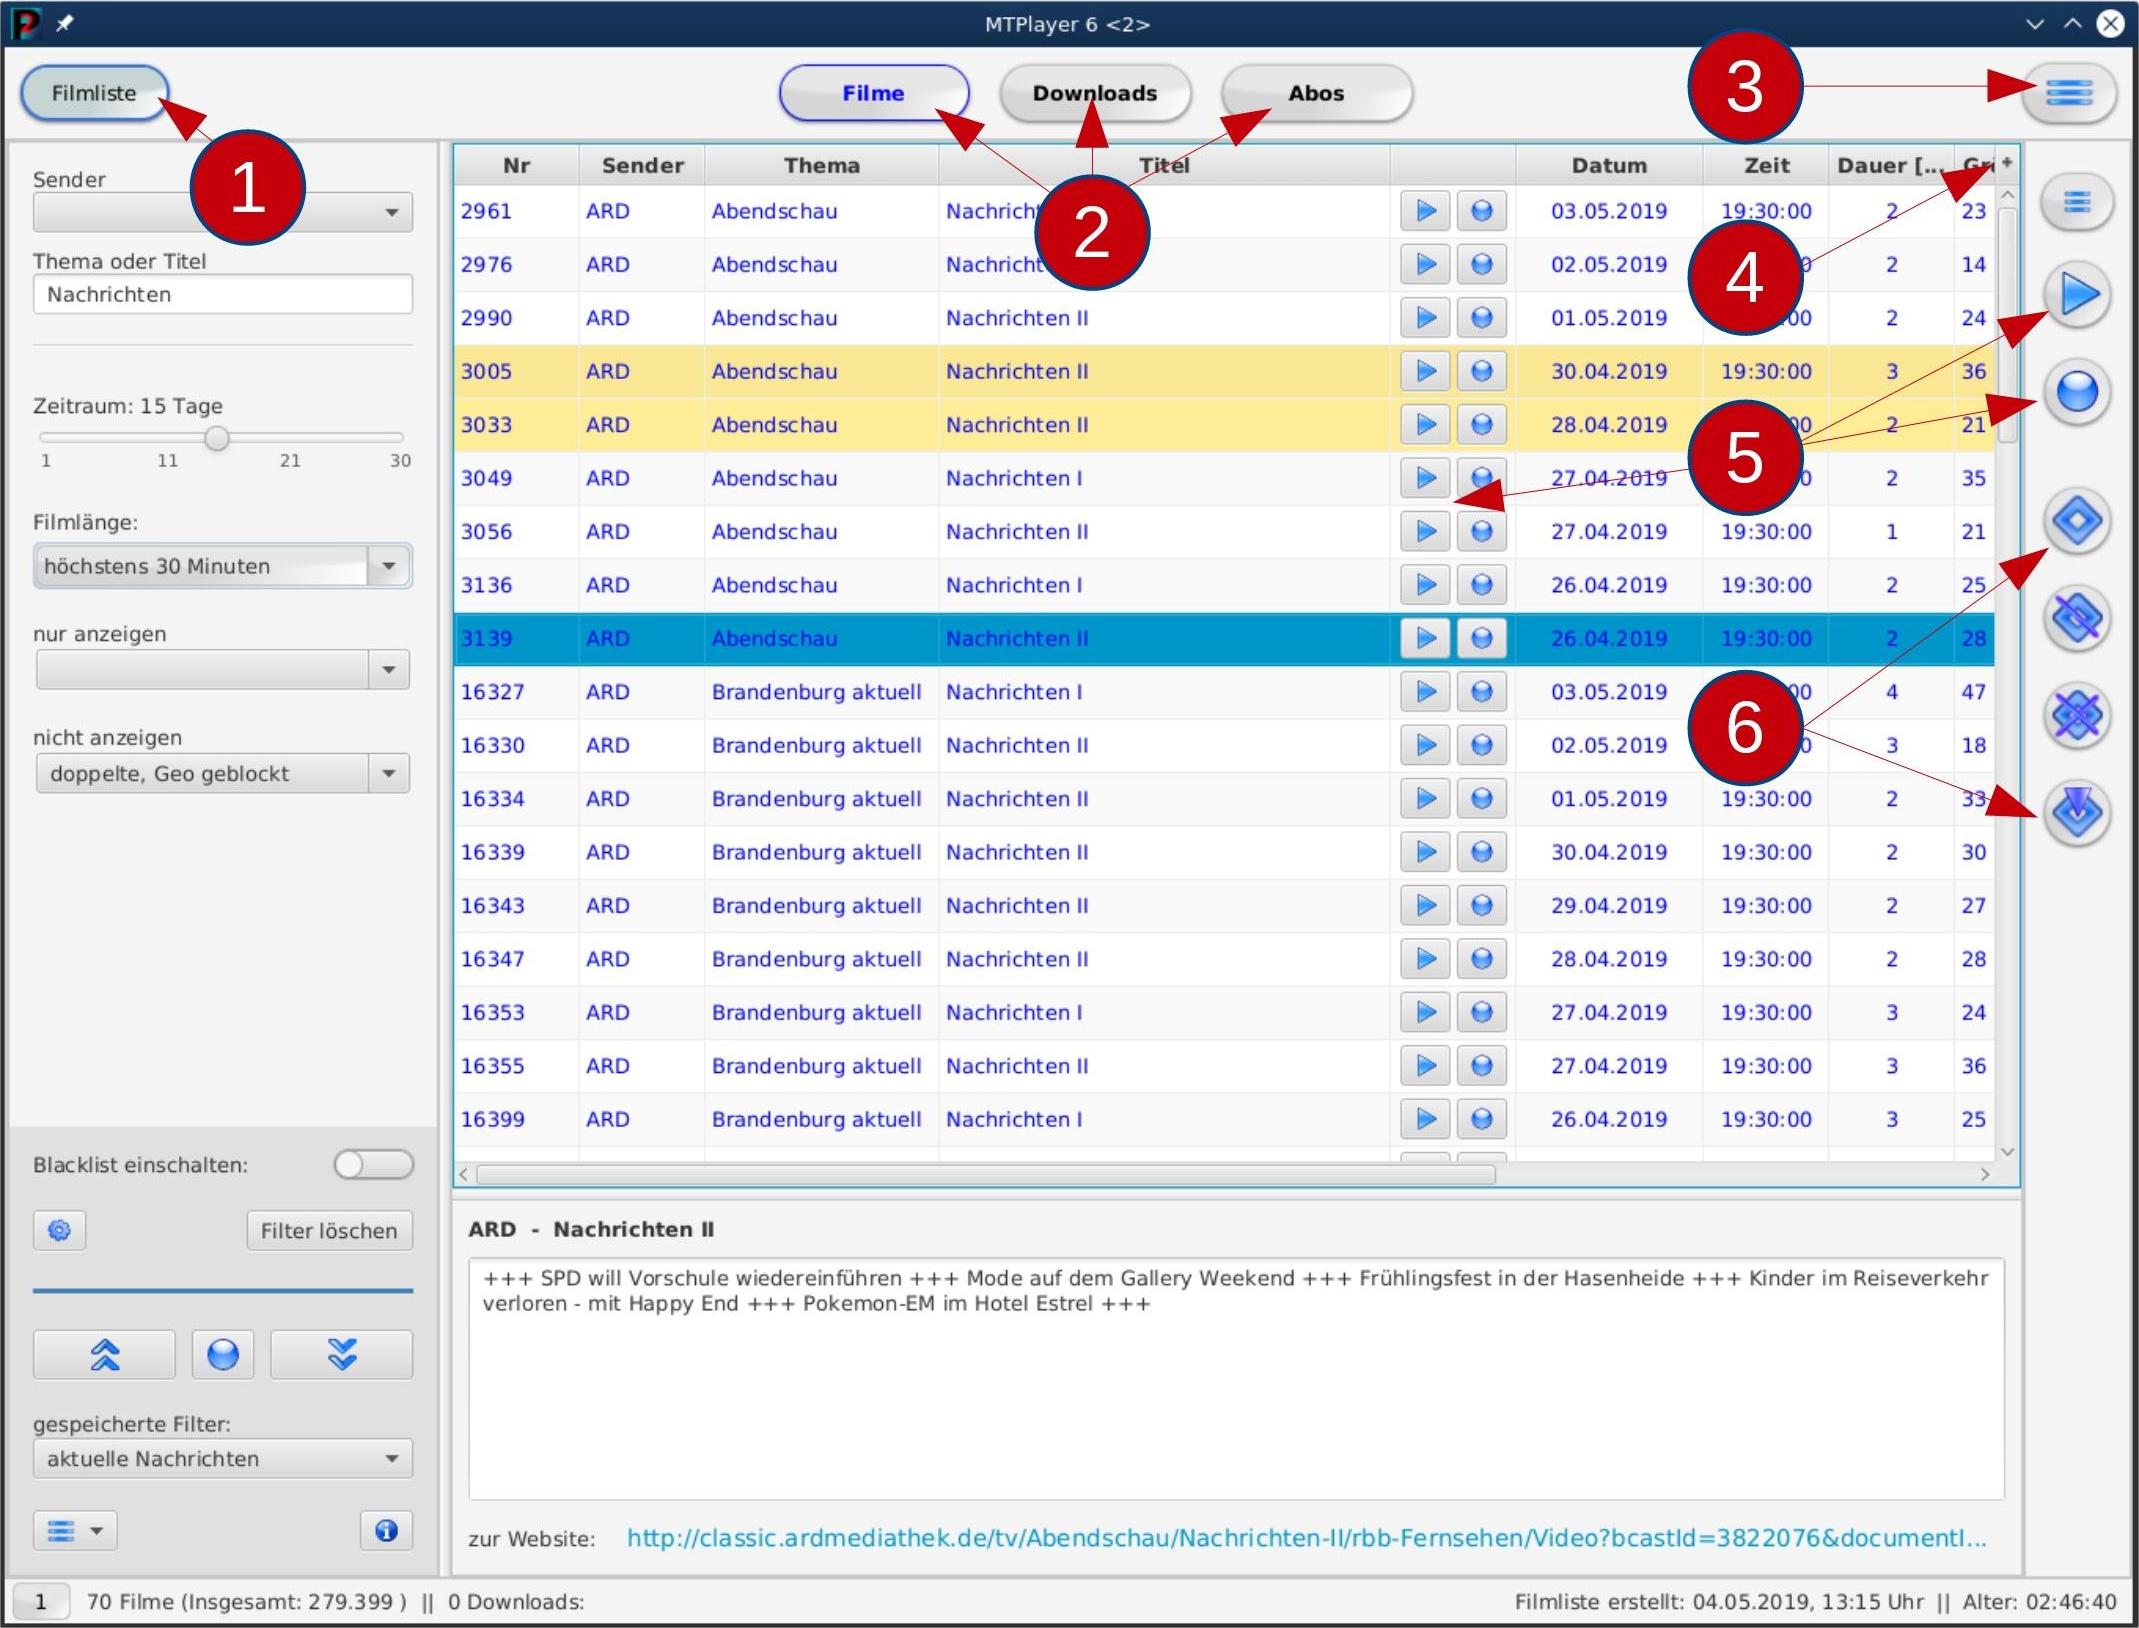 MTPlayer 6 <2>
Filmliste
Filme
Downloads
Abos
3
1
Sender
Thema oder Titel
Nachrichten
Zeitraum: 15 Tage
1 11 21 30
Filmlänge:
höchstens 30 Minuten
nur anzeigen
nicht anzeigen
doppelte, Geo geblockt
Blacklist einschalten:
Filter löschen
gespeicherte Filter:
aktuelle Nachrichten
Nr Sender Thema Titel Datum Zeit Dauer [... +
2961 ARD Abendschau 03.05.2019 19:30:00 2 23
2976 ARD Abendschau 02.05.2019 2 14
2990 ARD Abendschau Nachrichten II 01.05.2019 2 24
3005 ARD Abendschau Nachrichten II 30.04.2019 19:30:00 3 36
3033 ARD Abendschau Nachrichten II 28.04.2019 2 21
3049 ARD Abendschau Nachrichten I 27.04.2019 2 35
3056 ARD Abendschau Nachrichten II 27.04.2019 19:30:00 1 21
3136 ARD Abendschau Nachrichten I 26.04.2019 19:30:00 2 25
3139 ARD Abendschau Nachrichten II 26.04.2019 19:30:00 2 28
16327 ARD Brandenburg aktuell Nachrichten I 03.05.2019 4 47
16330 ARD Brandenburg aktuell Nachrichten II 02.05.2019 3 18
16334 ARD Brandenburg aktuell Nachrichten II 01.05.2019 19:30:00 2 33
16339 ARD Brandenburg aktuell Nachrichten II 30.04.2019 19:30:00 2 30
16343 ARD Brandenburg aktuell Nachrichten II 29.04.2019 19:30:00 2 27
16347 ARD Brandenburg aktuell Nachrichten II 28.04.2019 19:30:00 2 28
16353 ARD Brandenburg aktuell Nachrichten I 27.04.2019 19:30:00 3 24
16355 ARD Brandenburg aktuell Nachrichten II 27.04.2019 19:30:00 3 36
16399 ARD Brandenburg aktuell Nachrichten I 26.04.2019 19:30:00 3 25
2
4
5
6
ARD - Nachrichten II
+++ SPD will Vorschule wiedereinführen +++ Mode auf dem Gallery Weekend +++ Frühlingsfest in der Hasenheide +++ Kinder im Reiseverkehr
verloren - mit Happy End +++ Pokemon-EM im Hotel Estrel +++
zur Website: http://classic.ardmediathek.de/tv/Abendschau/Nachrichten-II/rbb-Fernsehen/Video?bcastId=3822076&documentI...
1 70 Filme (Insgesamt: 279.399 ) || 0 Downloads:
Filmliste erstellt: 04.05.2019, 13:15 Uhr || Alter: 02:46:40